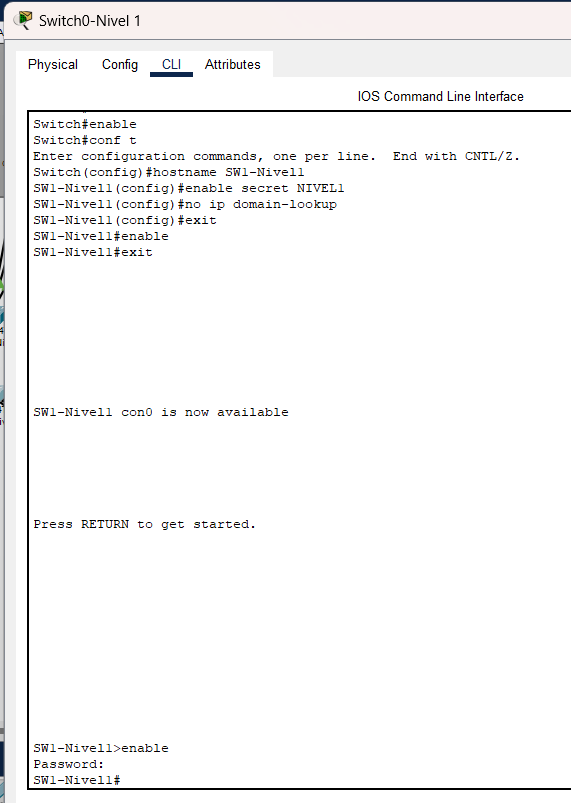 Switch0-Nivel 1
Physical Config CLI Attributes
IOS Command Line Interface
Switch#enable
Switch#conf t
Enter configuration commands, one per line. End with CNTL/Z.
Switch(config)#hostname SW1-Nivel1
SW1-Nivel1(config)#enable secret NIVEL1
SW1-Nivel1(config)#no ip domain-lookup
SW1-Nivel1(config)#exit
SW1-Nivel1#enable
SW1-Nivel1#exit
SW1-Nivel1 con0 is now available
Press RETURN to get started.
SW1-Nivel1>enable
Password:
SW1-Nivel1#